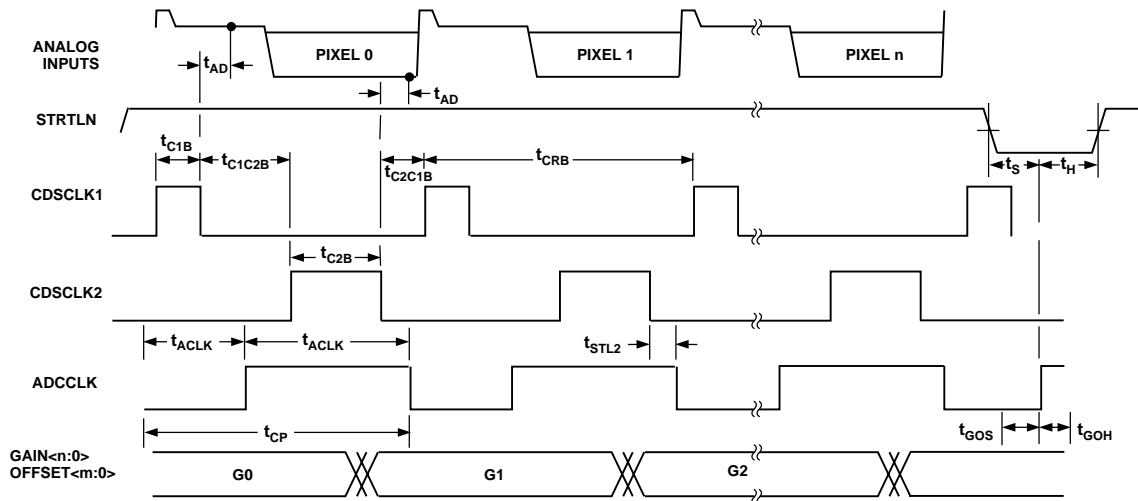 ANALOG
INPUTS
PIXEL 0
PIXEL 1
PIXEL n
tAD
tAD
STRTLN
tC1B
tC1C2B
tC2C1B
tCRB
tS
tH
CDSCLK1
tC2B
CDSCLK2
tACLK
tACLK
tSTL2
ADCCLK
tCP
tGOS
tGOH
GAIN<n:0>
OFFSET<m:0>
G0
G1
G2